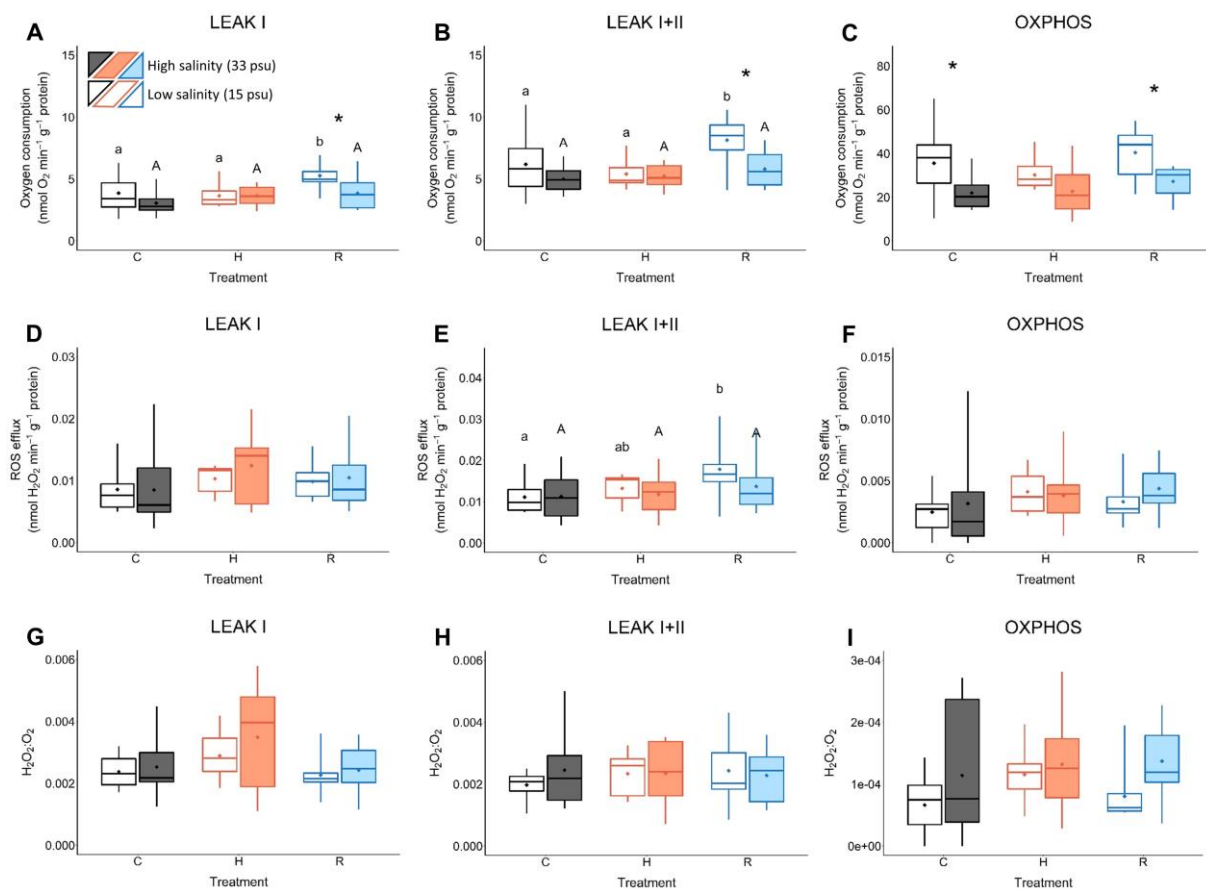 A
LEAK I
Oxygen consumption
(nmol O₂ min⁻¹ g⁻¹ protein)
15
10
5
0
High salinity (33 psu)
Low salinity (15 psu)
a
A
a
A
b
*
A
C
H
R
Treatment
B
LEAK I+II
Oxygen consumption
(nmol O₂ min⁻¹ g⁻¹ protein)
15
10
5
0
a
A
a
A
b
*
A
C
H
R
Treatment
C
OXPHOS
Oxygen consumption
(nmol O₂ min⁻¹ g⁻¹ protein)
80
60
40
20
0
*
*
C
H
R
Treatment
D
LEAK I
ROS efflux
(nmol H₂O₂ min⁻¹ g⁻¹ protein)
0.03
0.02
0.01
0.00
C
H
R
Treatment
E
LEAK I+II
ROS efflux
(nmol H₂O₂ min⁻¹ g⁻¹ protein)
0.04
0.03
0.02
0.01
0.00
a
A
ab
A
b
A
C
H
R
Treatment
F
OXPHOS
ROS efflux
(nmol H₂O₂ min⁻¹ g⁻¹ protein)
0.015
0.010
0.005
0.000
C
H
R
Treatment
G
LEAK I
H₂O₂:O₂
0.006
0.004
0.002
0.000
C
H
R
Treatment
H
LEAK I+II
H₂O₂:O₂
0.006
0.004
0.002
0.000
C
H
R
Treatment
I
OXPHOS
H₂O₂:O₂
3e-04
2e-04
1e-04
0e+00
C
H
R
Treatment